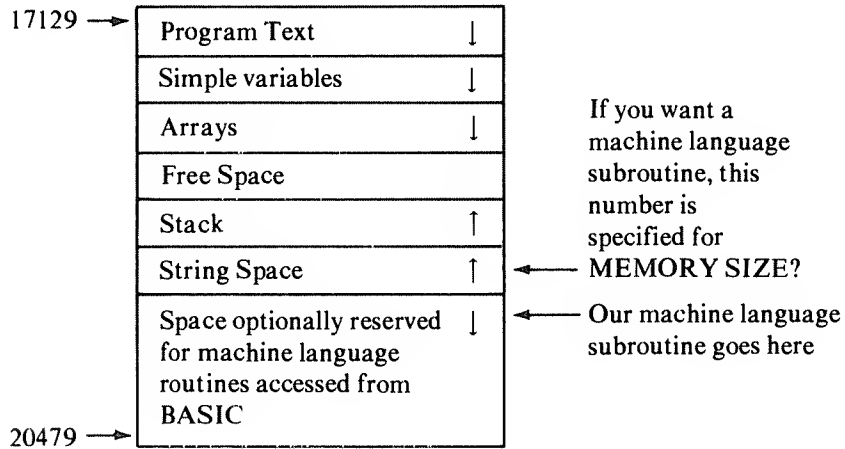 17129
Program Text ↓
Simple variables ↓
Arrays ↓
Free Space
Stack ↑
String Space ↑
Space optionally reserved ↓
for machine language
routines accessed from
BASIC
20479
If you want a
machine language
subroutine, this
number is
specified for
MEMORY SIZE?
Our machine language
subroutine goes here